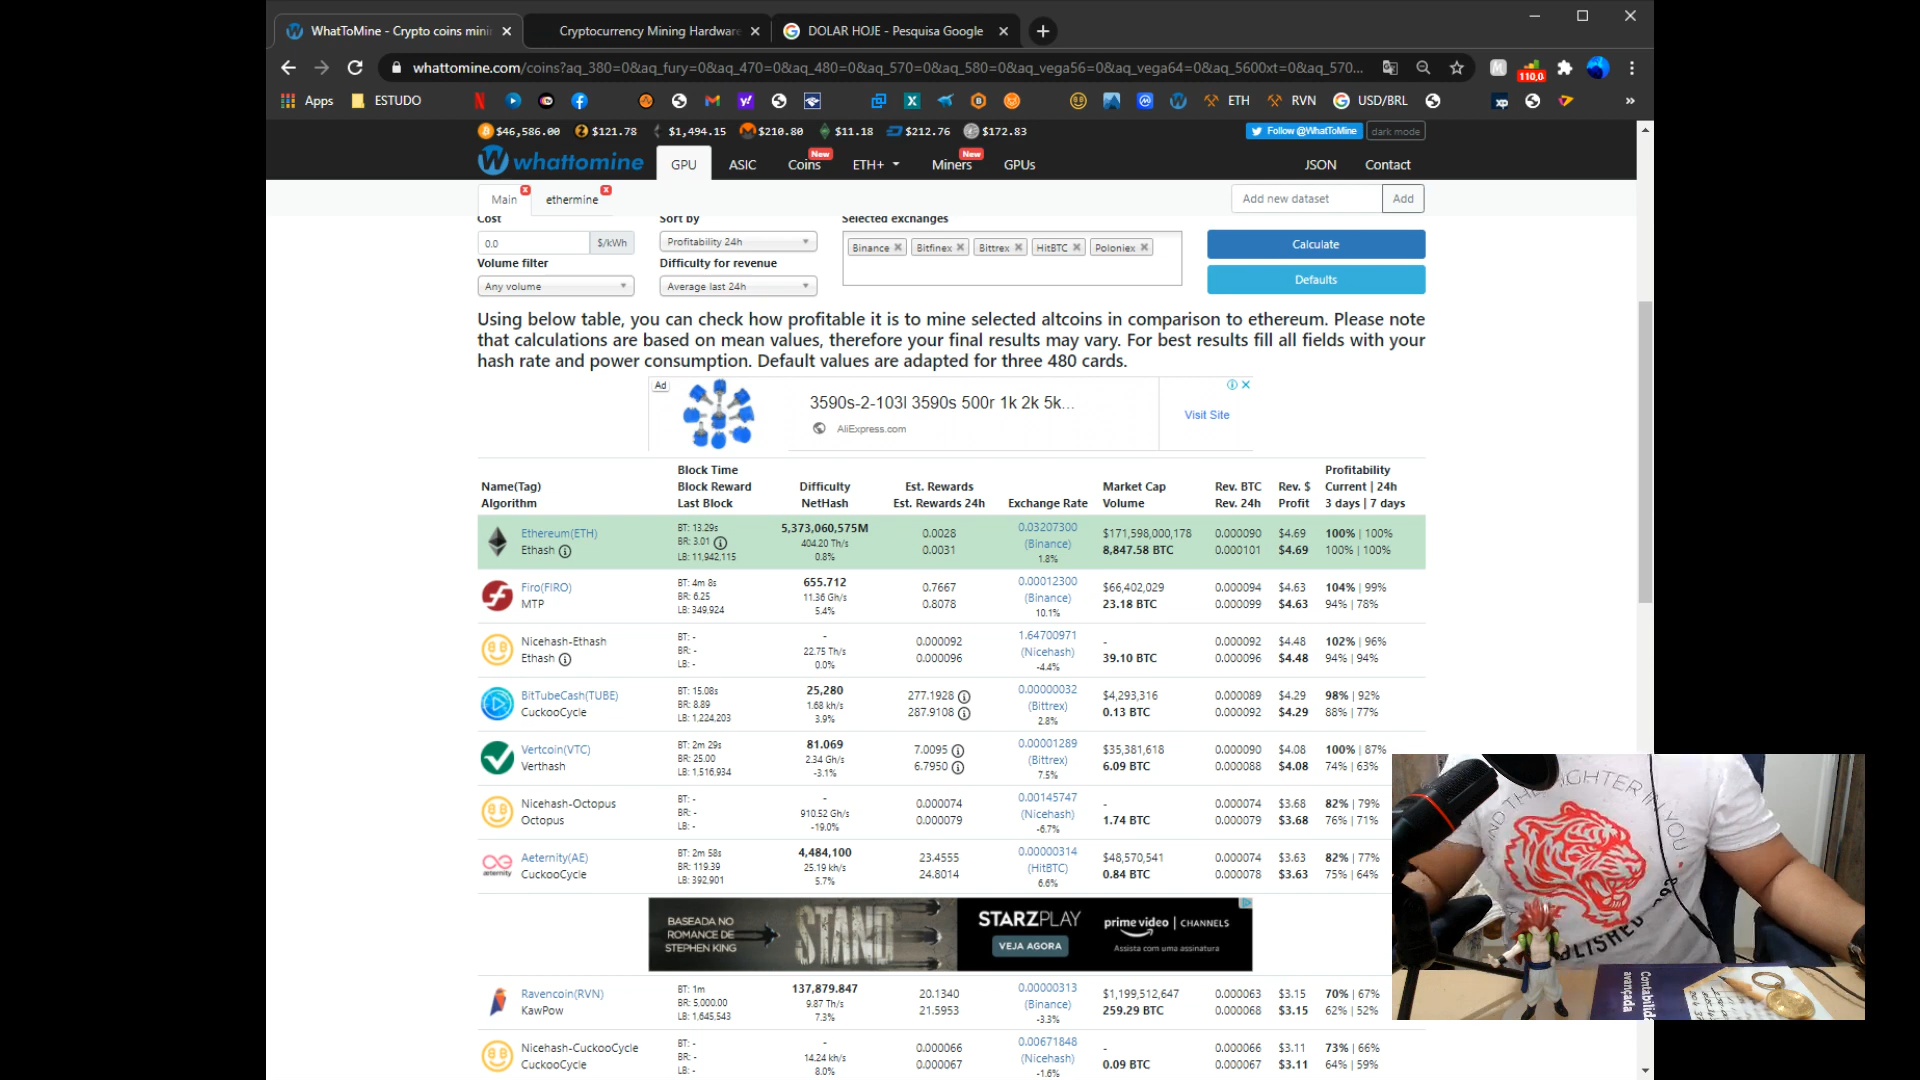 WhatToMine - Crypto coins mini
Cryptocurrency Mining Hardware
DOLAR HOJE - Pesquisa Google
whattomine.com/coins?aq_380=0&aq_fury=0&aq_470=0&aq_480=0&aq_570=0&aq_580=0&aq_vega56=0&aq_vega64=0&aq_5600xt=0&aq_570...
110,0
Apps
ESTUDO
ETH
RVN
USD/BRL
xp
$46,586.00
$121.78
$1,494.15
$210.80
$11.18
$212.76
$172.83
Follow @WhatToMine
dark mode
whattomine
GPU
ASIC
Coins
New
ETH+
Miners
New
GPUs
JSON
Contact
Main
ethermine
Add new dataset
Add
Cost
Sort by
Selected exchanges
0.0
$/kWh
Profitability 24h
Binance
Bitfinex
Bittrex
HitBTC
Poloniex
Calculate
Volume filter
Difficulty for revenue
Any volume
Average last 24h
Defaults
Using below table, you can check how profitable it is to mine selected altcoins in comparison to ethereum. Please note
that calculations are based on mean values, therefore your final results may vary. For best results fill all fields with your
hash rate and power consumption. Default values are adapted for three 480 cards.
Ad
3590s-2-103l 3590s 500r 1k 2k 5k...
AliExpress.com
Visit Site
Name(Tag)
Algorithm
Block Time
Block Reward
Last Block
Difficulty
NetHash
Est. Rewards
Est. Rewards 24h
Exchange Rate
Market Cap
Volume
Rev. BTC
Rev. 24h
Rev. $
Profit
Profitability
Current | 24h
3 days | 7 days
Ethereum(ETH)
Ethash
BT: 13.29s
BR: 3.01
LB: 11,942,115
5,373,060,575M
404.20 Th/s
0.8%
0.0028
0.0031
0.03207300
(Binance)
1.8%
$171,598,000,178
8,847.58 BTC
0.000090
0.000101
$4.69
$4.69
100% | 100%
100% | 100%
Firo(FIRO)
MTP
BT: 4m 8s
BR: 6.25
LB: 349,924
655.712
11.36 Gh/s
5.4%
0.7667
0.8078
0.00012300
(Binance)
10.1%
$66,402,029
23.18 BTC
0.000094
0.000099
$4.63
$4.63
104% | 99%
94% | 78%
Nicehash-Ethash
Ethash
BT: -
BR: -
LB: -
-
22.75 Th/s
0.0%
0.000092
0.000096
1.64700971
(Nicehash)
-4.4%
-
39.10 BTC
0.000092
0.000096
$4.48
$4.48
102% | 96%
94% | 94%
BitTubeCash(TUBE)
CuckooCycle
BT: 15.08s
BR: 8.89
LB: 1,224,203
25,280
1.68 kh/s
3.9%
277.1928
287.9108
0.00000032
(Bittrex)
2.8%
$4,293,316
0.13 BTC
0.000089
0.000092
$4.29
$4.29
98% | 92%
88% | 77%
Vertcoin(VTC)
Verthash
BT: 2m 29s
BR: 25.00
LB: 1,516,934
81.069
2.34 Gh/s
-3.1%
7.0095
6.7950
0.00001289
(Bittrex)
7.5%
$35,381,618
6.09 BTC
0.000090
0.000088
$4.08
$4.08
100% | 87%
74% | 63%
Nicehash-Octopus
Octopus
BT: -
BR: -
LB: -
-
910.52 Gh/s
-19.0%
0.000074
0.000079
0.00145747
(Nicehash)
-6.7%
-
1.74 BTC
0.000074
0.000079
$3.68
$3.68
82% | 79%
76% | 71%
Aeternity(AE)
CuckooCycle
BT: 2m 58s
BR: 119.39
LB: 392,901
4,484,100
25.19 kh/s
5.7%
23.4555
24.8014
0.00000314
(HitBTC)
6.6%
$48,570,541
0.84 BTC
0.000074
0.000078
$3.63
$3.63
82% | 77%
75% | 64%
BASEADA NO
ROMANCE DE
STEPHEN KING
STAND
STARZPLAY
VEJA AGORA
prime video | CHANNELS
Assista com uma assinatura
Ravencoin(RVN)
KawPow
BT: 1m
BR: 5,000.00
LB: 1,645,543
137,879.847
9.87 Th/s
7.3%
20.1340
21.5953
0.00000313
(Binance)
-3.3%
$1,199,512,647
259.29 BTC
0.000063
0.000068
$3.15
$3.15
70% | 67%
62% | 52%
Nicehash-CuckooCycle
CuckooCycle
BT: -
BR: -
LB: -
-
14.24 kh/s
8.0%
0.000066
0.000067
0.00671848
(Nicehash)
-1.6%
-
0.09 BTC
0.000066
0.000067
$3.11
$3.11
73% | 66%
64% | 59%
IGHTER IN YOU
Contabilida
avançada